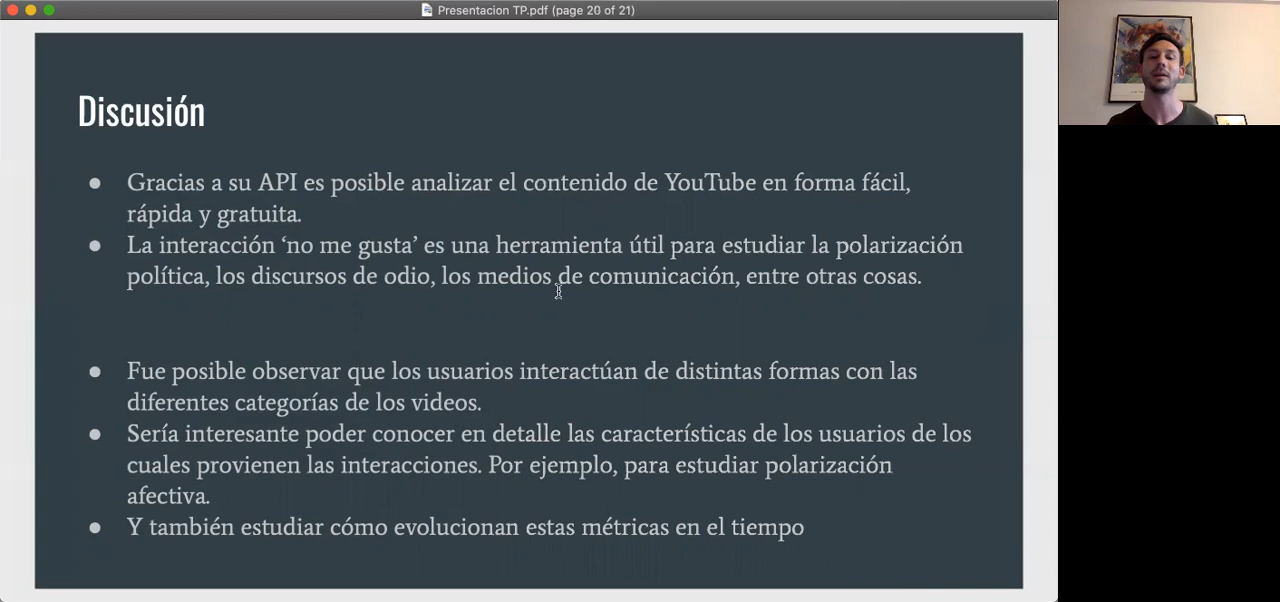 Presentacion TP.pdf (page 20 of 21)
Discusión
● Gracias a su API es posible analizar el contenido de YouTube en forma fácil,
rápida y gratuita.
● La interacción ‘no me gusta’ es una herramienta útil para estudiar la polarización
política, los discursos de odio, los medios de comunicación, entre otras cosas.
● Fue posible observar que los usuarios interactúan de distintas formas con las
diferentes categorías de los videos.
● Sería interesante poder conocer en detalle las características de los usuarios de los
cuales provienen las interacciones. Por ejemplo, para estudiar polarización
afectiva.
● Y también estudiar cómo evolucionan estas métricas en el tiempo